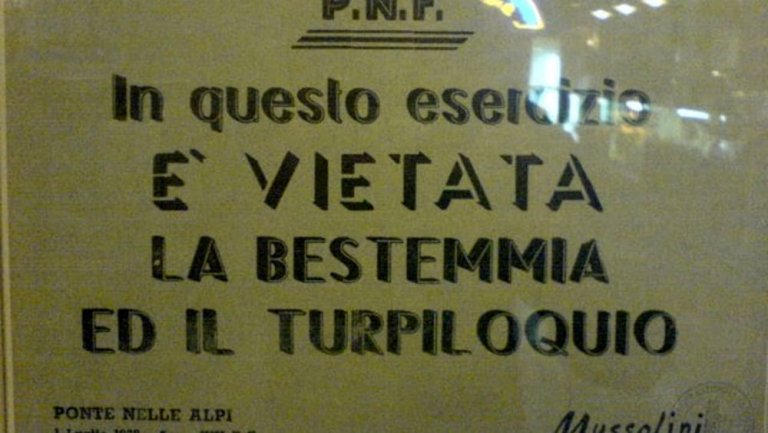 P.N.F.
In questo esercizio
E' VIETATA
LA BESTEMMIA
ED IL TURPILOQUIO
PONTE NELLE ALPI
Mussolini